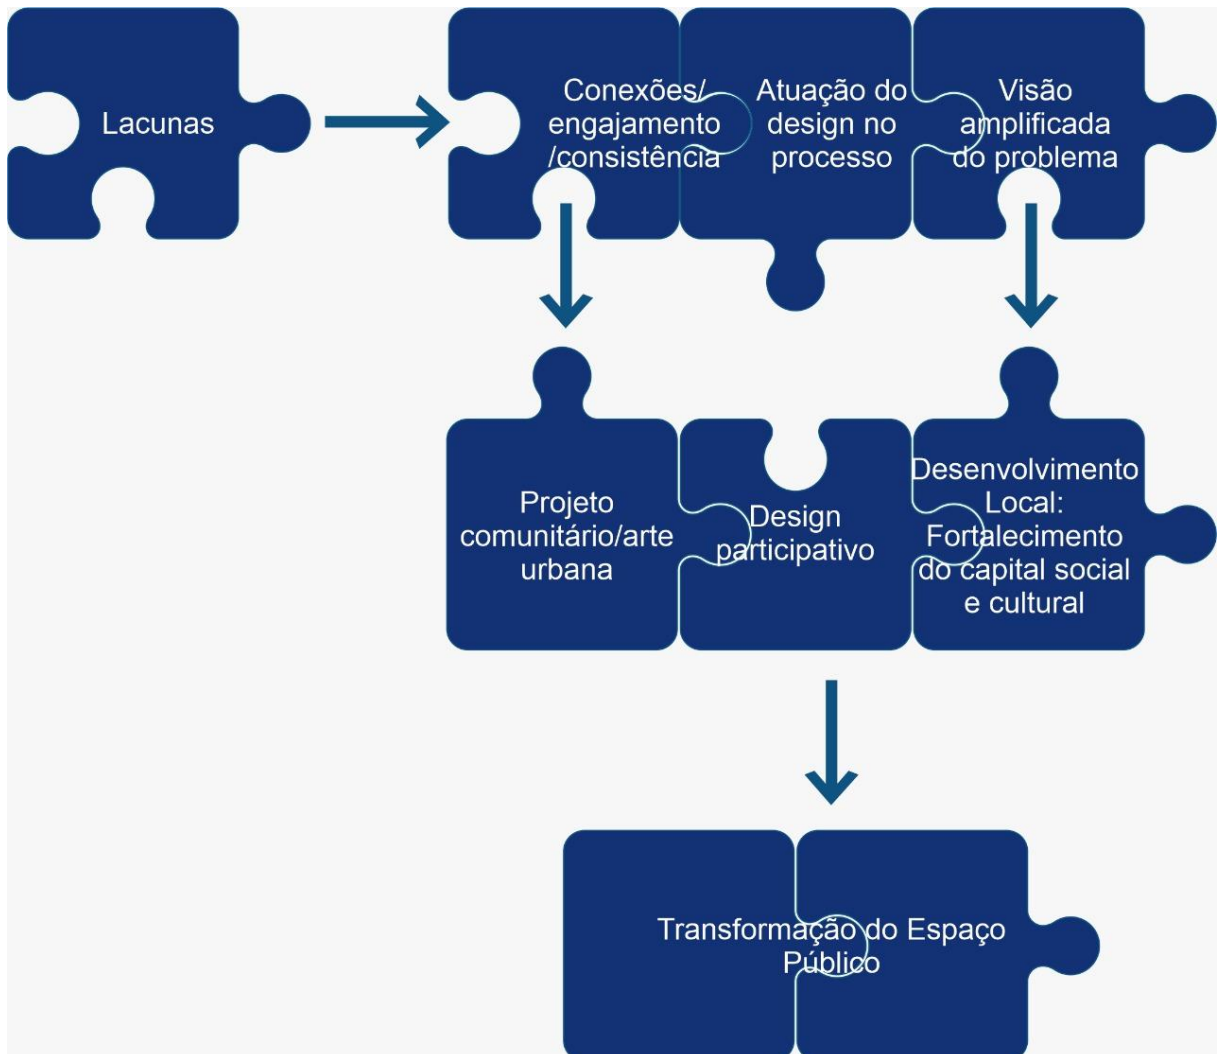 Lacunas
Conexões/
engajamento
/consistência
Atuação do
design no
processo
Visão
amplificada
do problema
Projeto
comunitário/arte
urbana
Design
participativo
Desenvolvimento
Local:
Fortalecimento
do capital social
e cultural
Transformação do Espaço
Público